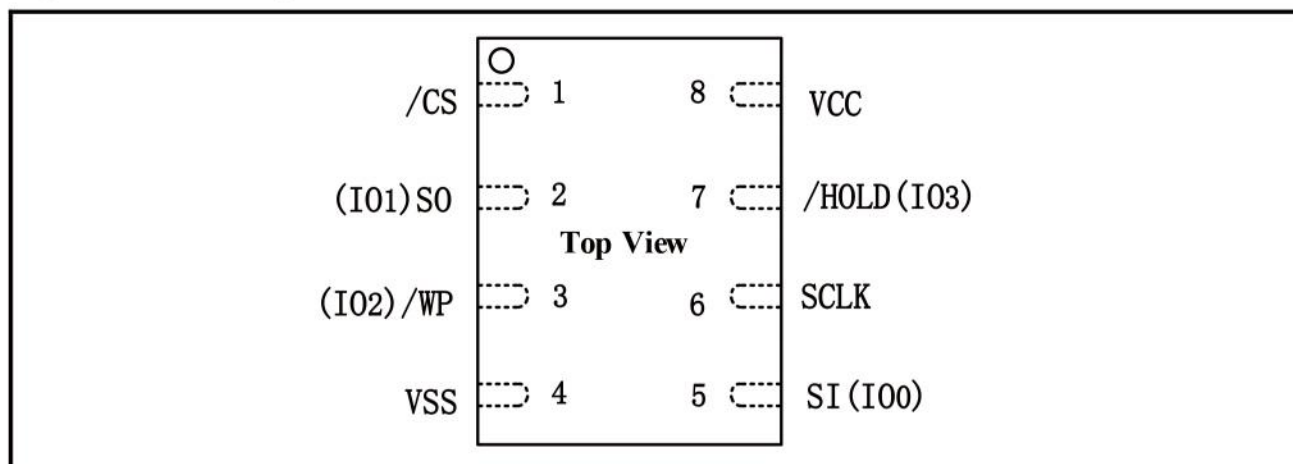 /CS 1 8 VCC
(IO1)SO 2 7 /HOLD(IO3)
Top View
(IO2)/WP 3 6 SCLK
VSS 4 5 SI(IO0)